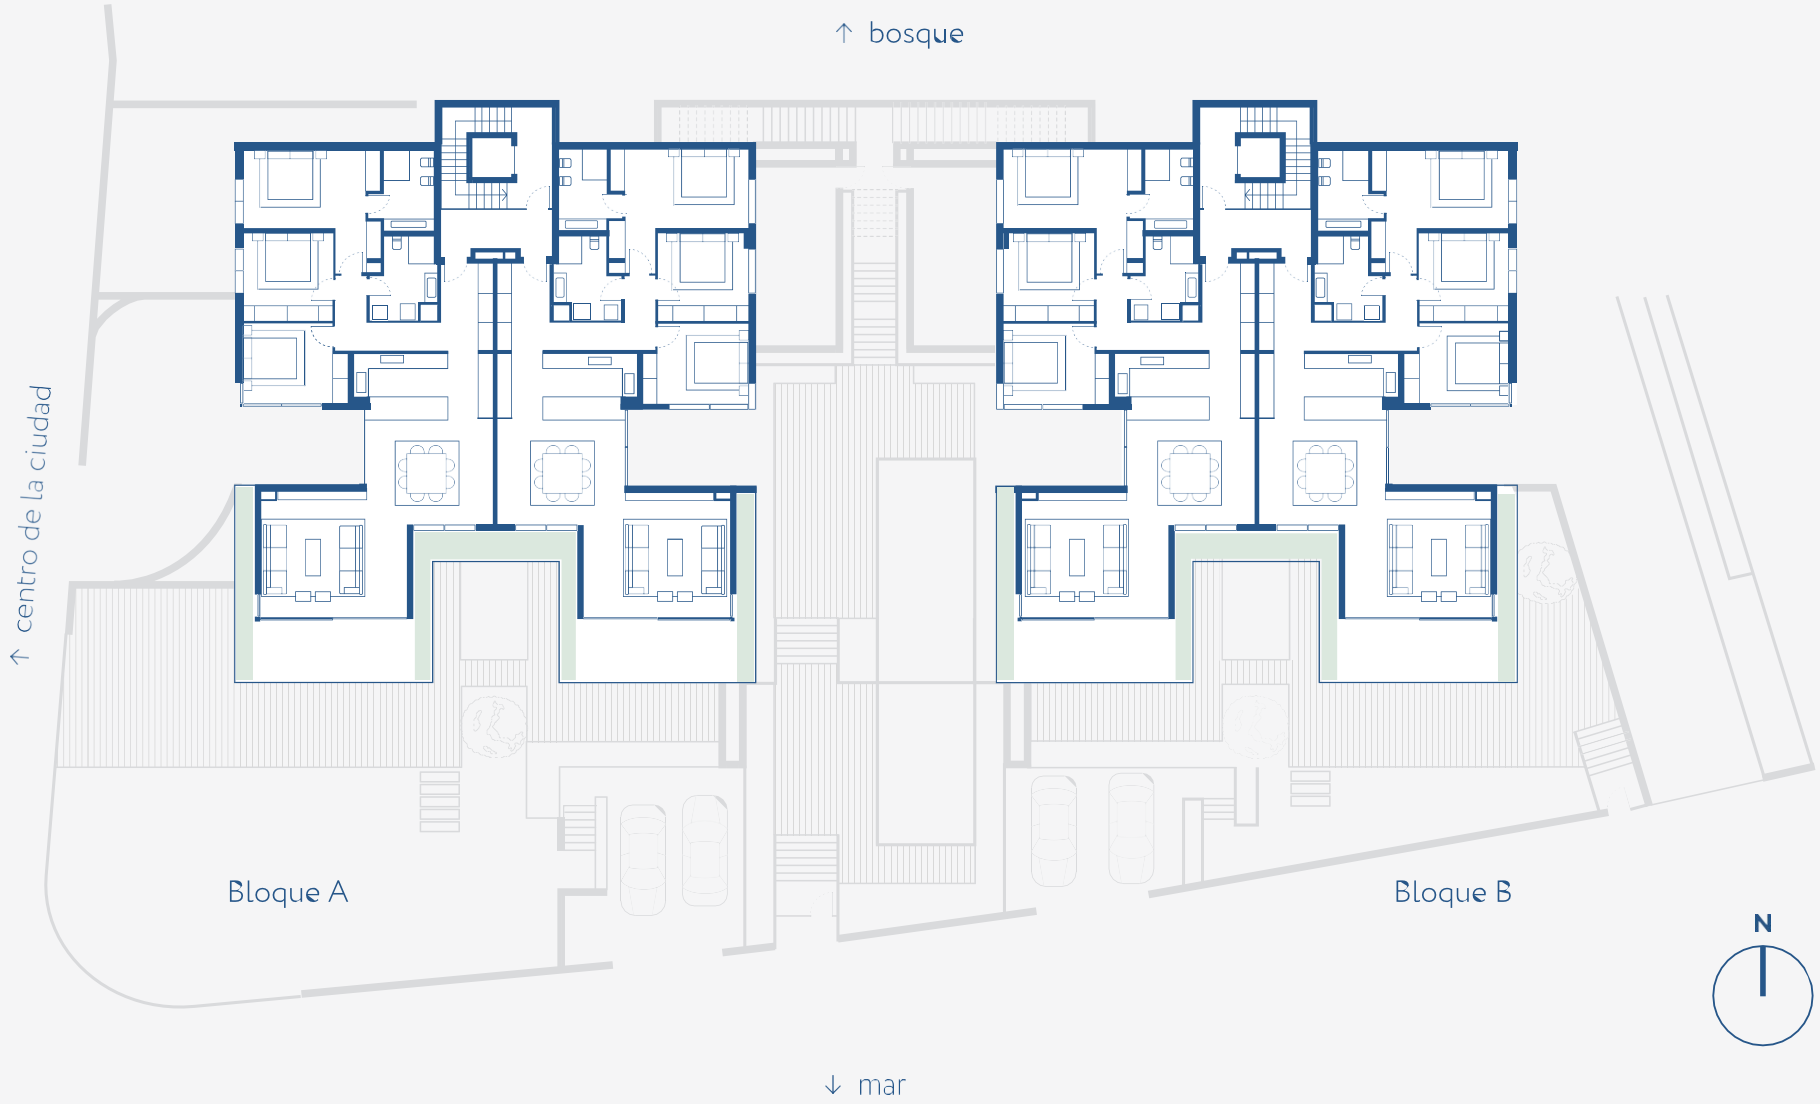 ↑ bosque
↑ centro de la ciudad
Bloque A
Bloque B
N
↓ mar